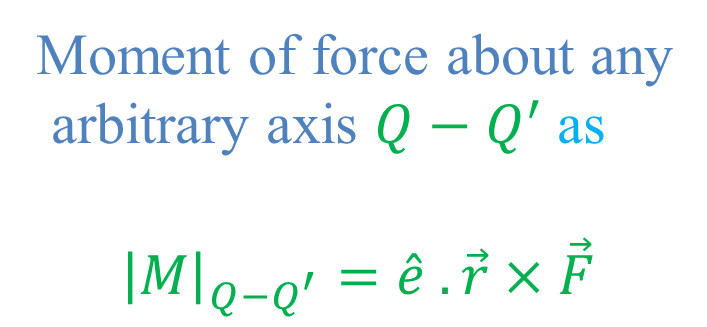 Moment of force about any
arbitrary axis Q − Q′ as
|M|_{Q−Q′} = ê . r⃗ × F⃗